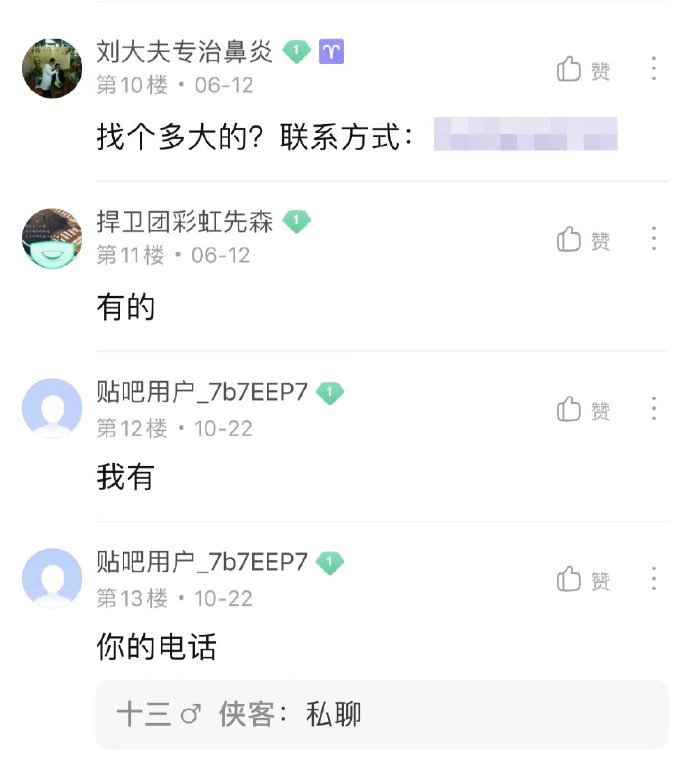 刘大夫专治鼻炎 1
第10楼 • 06-12
赞
找个多大的？联系方式：
捍卫团彩虹先森 1
第11楼 • 06-12
赞
有的
贴吧用户_7b7EEP7 1
第12楼 • 10-22
赞
我有
贴吧用户_7b7EEP7 1
第13楼 • 10-22
赞
你的电话
十三♂ 侠客：私聊